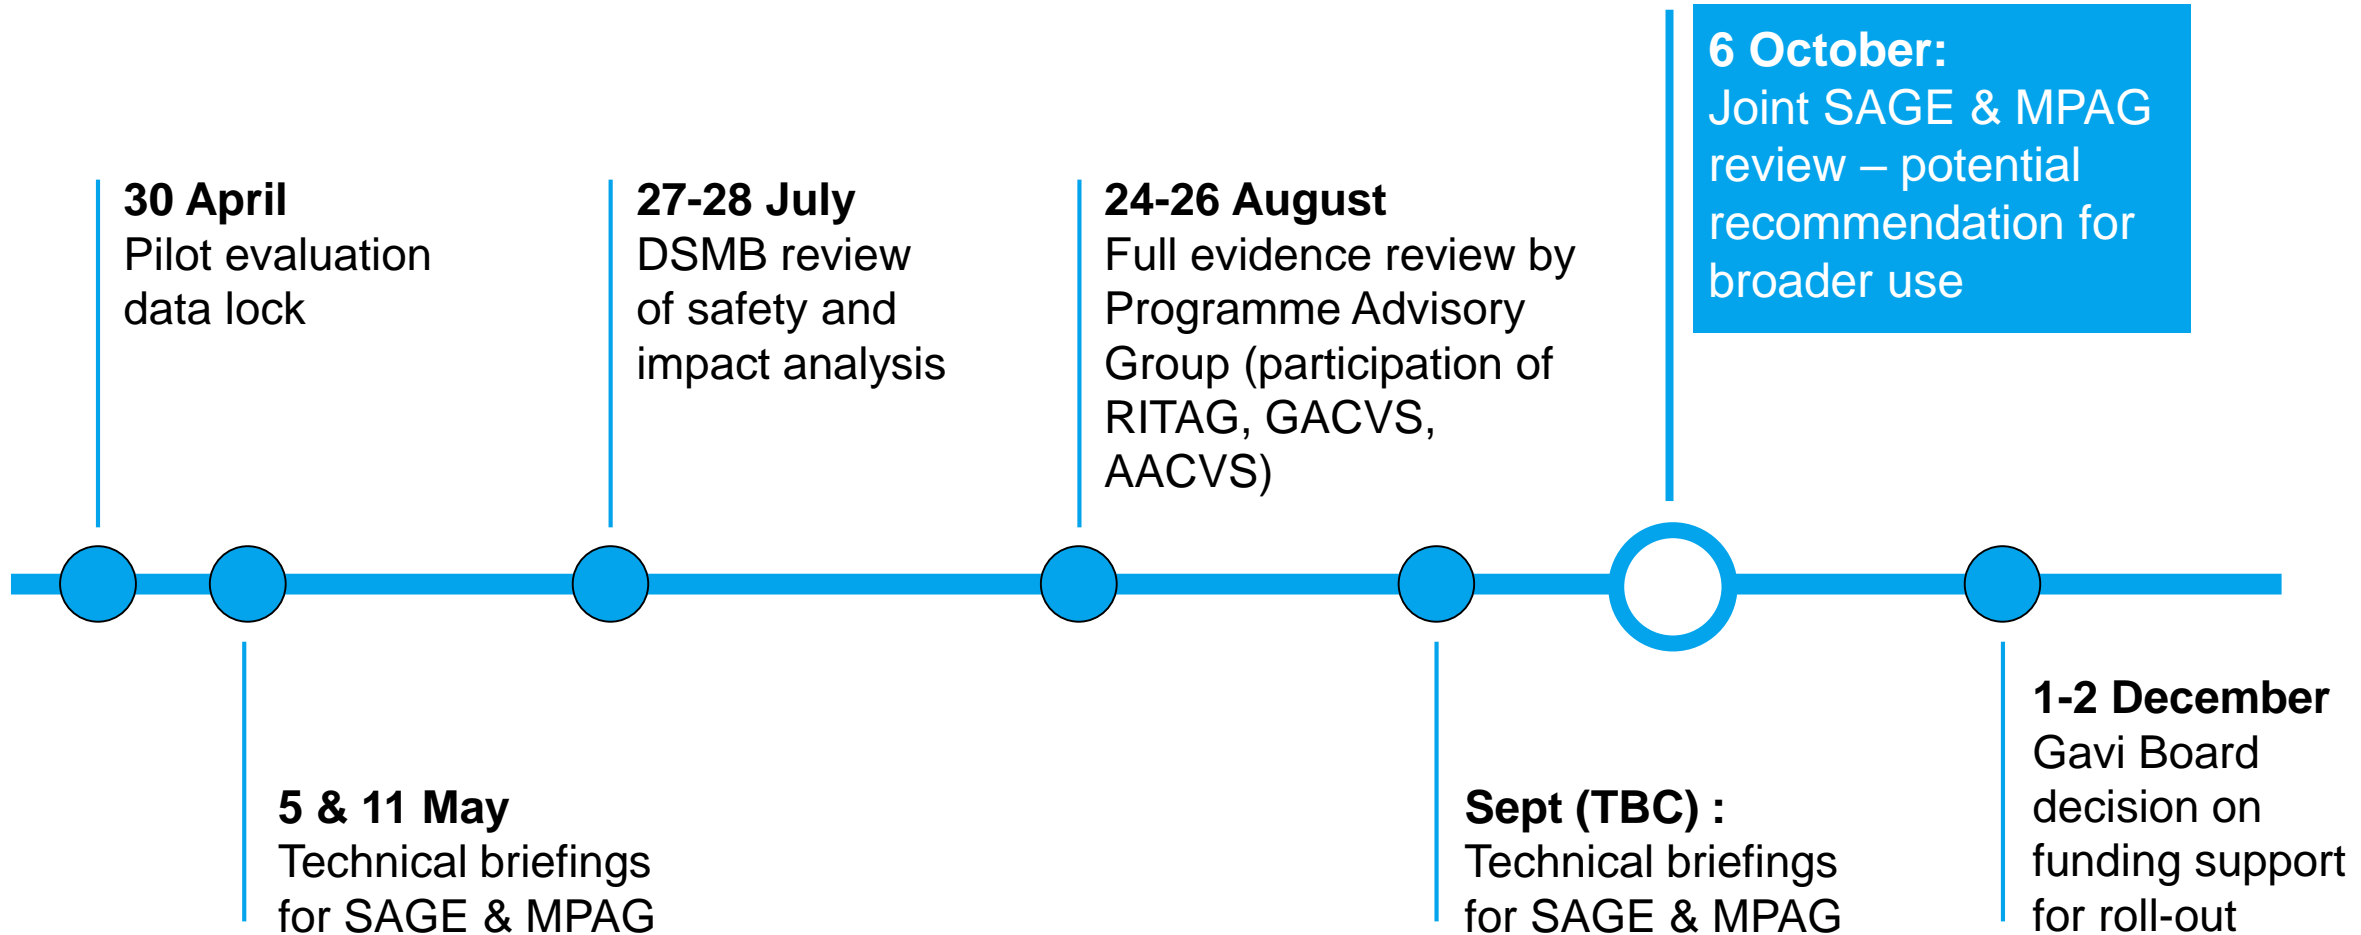 30 April
Pilot evaluation
data lock
5 & 11 May
Technical briefings
for SAGE & MPAG
27-28 July
DSMB review
of safety and
impact analysis
24-26 August
Full evidence review by
Programme Advisory
Group (participation of
RITAG, GACVS,
AACVS)
Sept (TBC) :
Technical briefings
for SAGE & MPAG
6 October:
Joint SAGE & MPAG
review – potential
recommendation for
broader use
1-2 December
Gavi Board
decision on
funding support
for roll-out